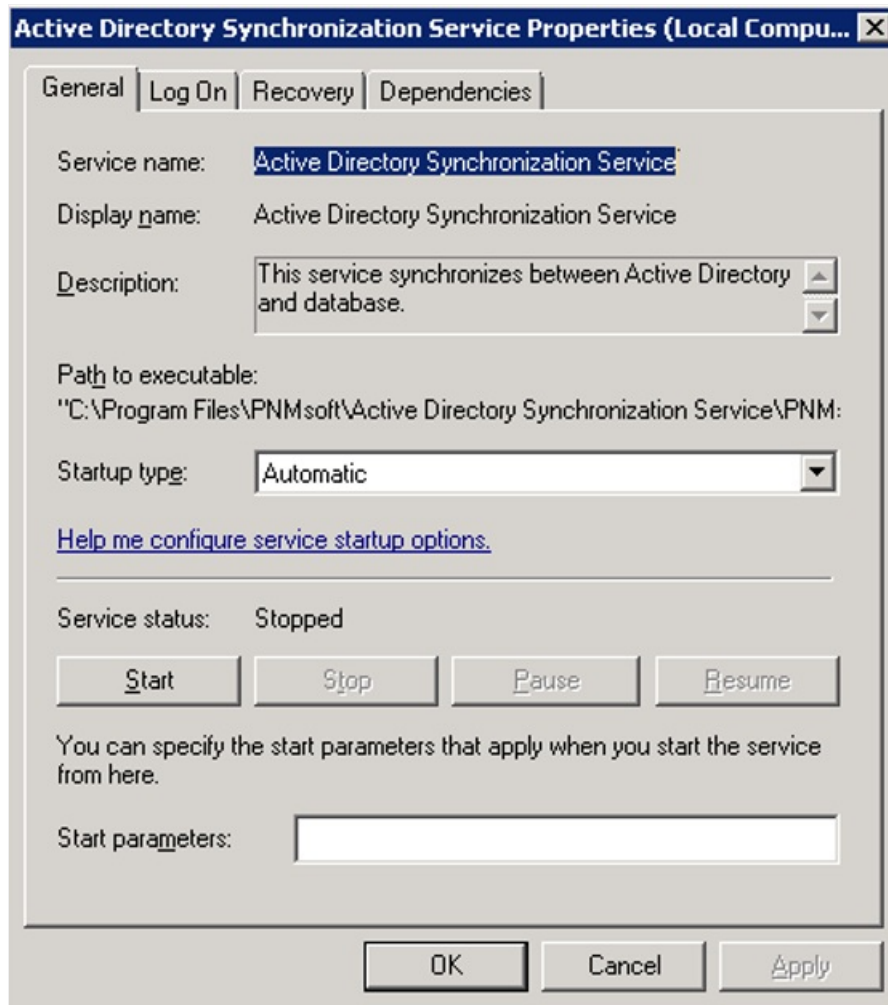 Active Directory Synchronization Service Properties (Local Compu...
General Log On Recovery Dependencies
Service name: Active Directory Synchronization Service
Display name: Active Directory Synchronization Service
Description: This service synchronizes between Active Directory
and database.
Path to executable:
"C:\Program Files\PNMsoft\Active Directory Synchronization Service\PNM:
Startup type: Automatic
Help me configure service startup options.
Service status: Stopped
Start Stop Pause Resume
You can specify the start parameters that apply when you start the service
from here.
Start parameters:
OK Cancel Apply